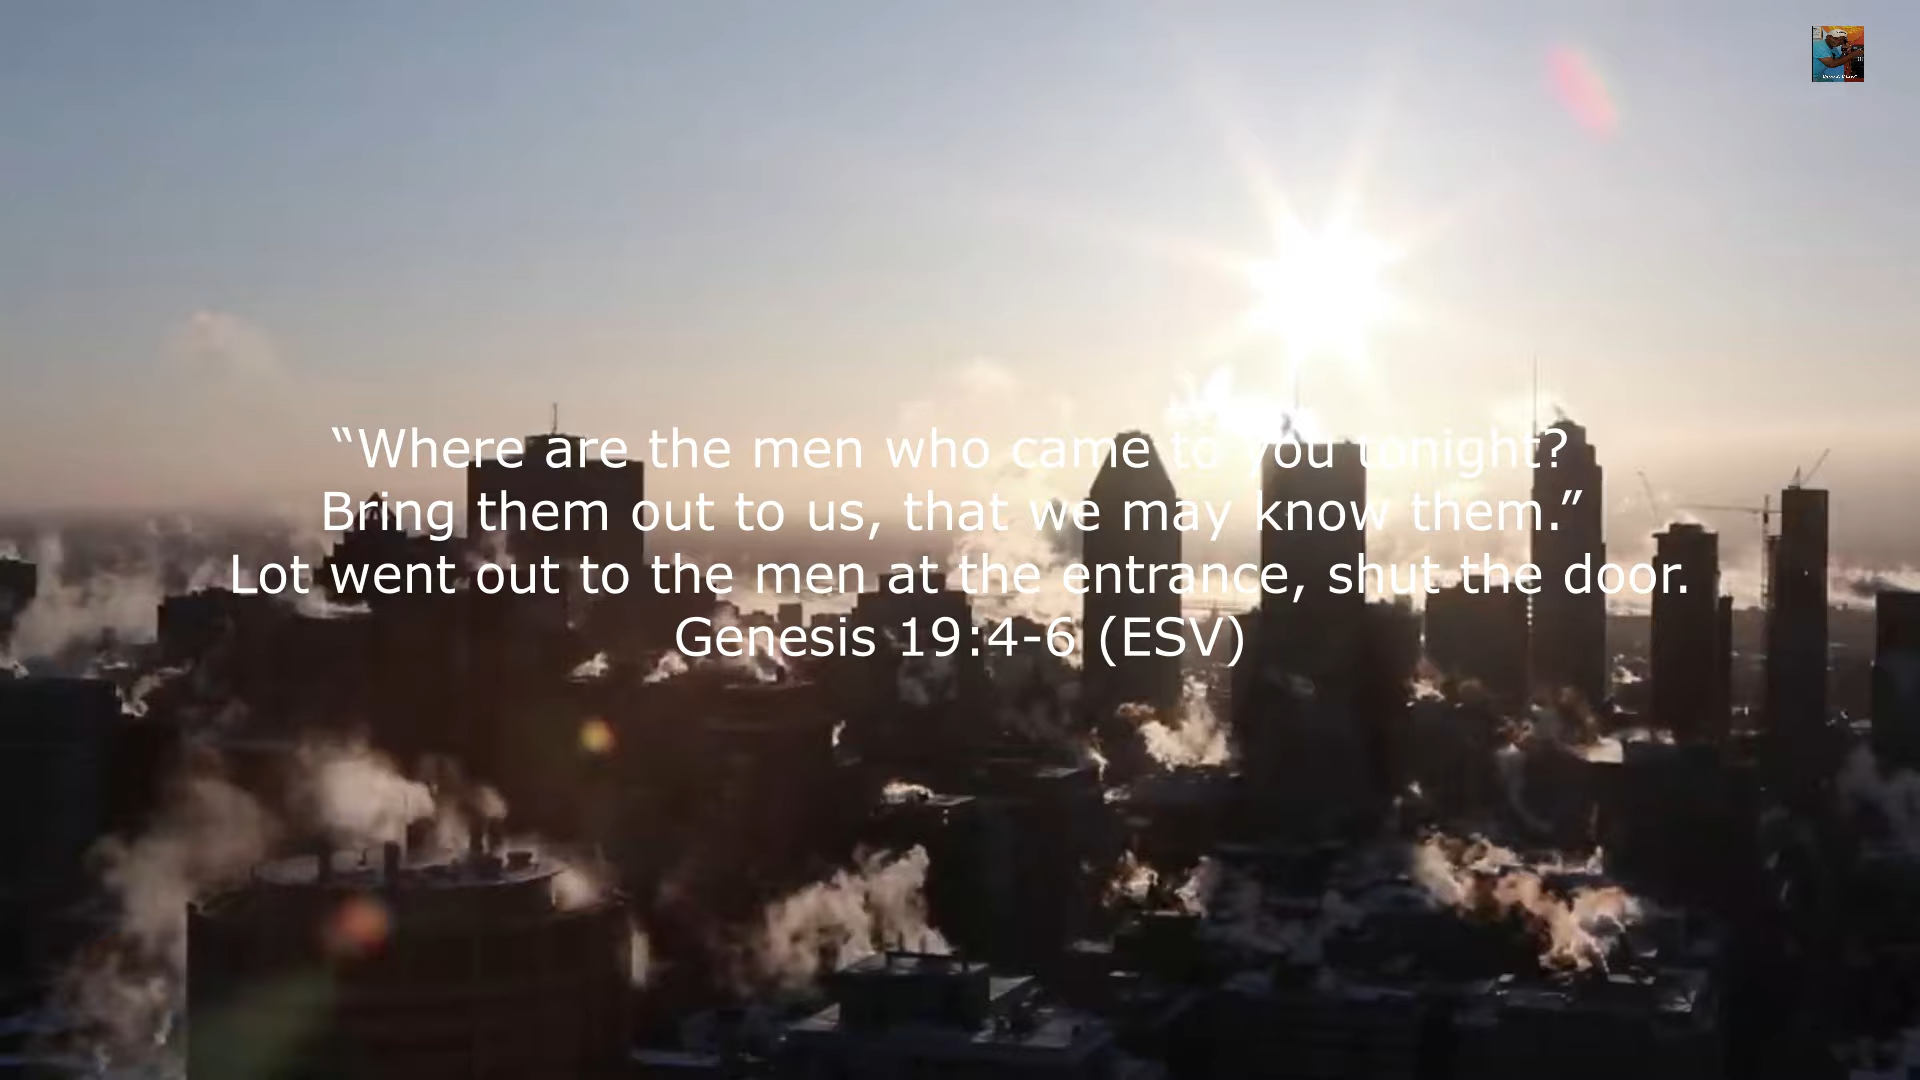 “Where are the men who came to you tonight?
Bring them out to us, that we may know them.”
Lot went out to the men at the entrance, shut the door.
Genesis 19:4-6 (ESV)